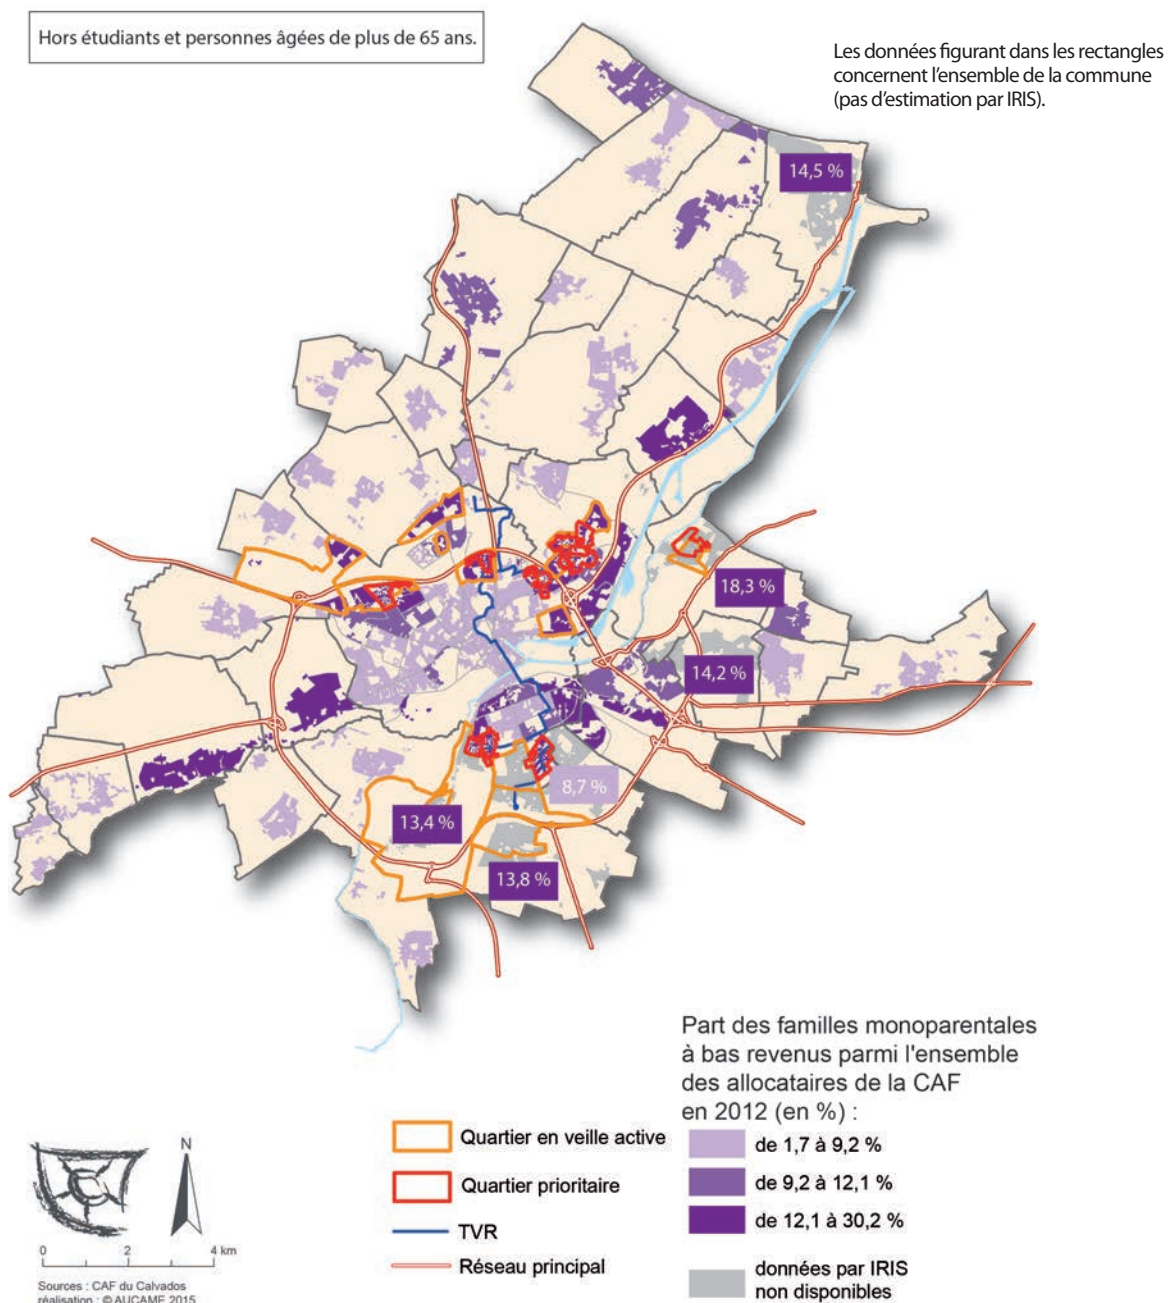 Hors étudiants et personnes âgées de plus de 65 ans.
Les données figurant dans les rectangles
concernent l'ensemble de la commune
(pas d'estimation par IRIS).
14,5 %
18,3 %
14,2 %
8,7 %
13,4 %
13,8 %
Part des familles monoparentales
à bas revenus parmi l'ensemble
des allocataires de la CAF
en 2012 (en %) :
de 1,7 à 9,2 %
de 9,2 à 12,1 %
de 12,1 à 30,2 %
données par IRIS
non disponibles
Quartier en veille active
Quartier prioritaire
TVR
Réseau principal
N
0 2 4 km
Sources : CAF du Calvados
réalisation : © AUCAME 2015